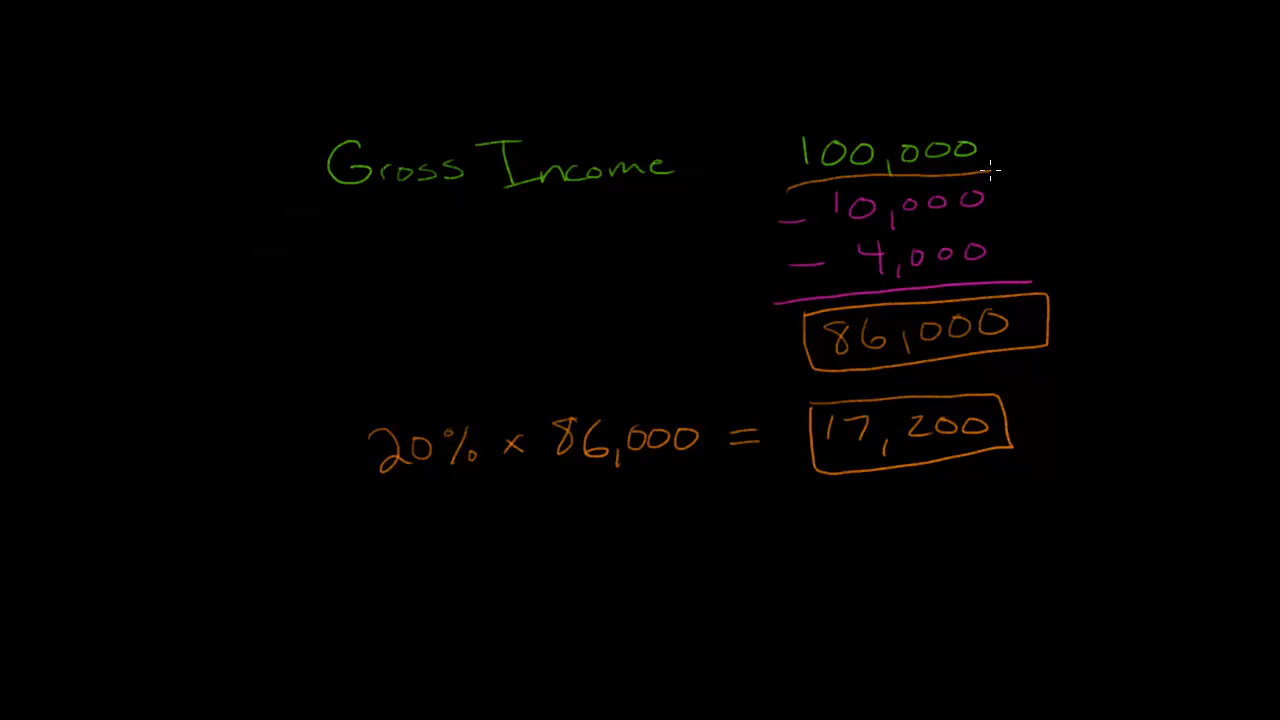 Gross Income 100,000
- 10,000
- 4,000
86,000
20% x 86,000 = 17,200